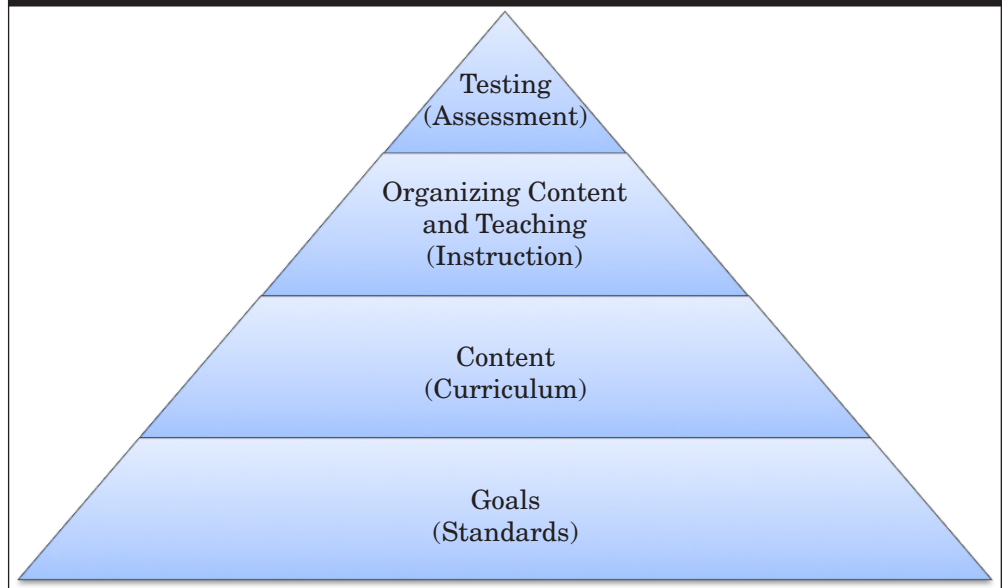 Testing
(Assessment)
Organizing Content
and Teaching
(Instruction)
Content
(Curriculum)
Goals
(Standards)